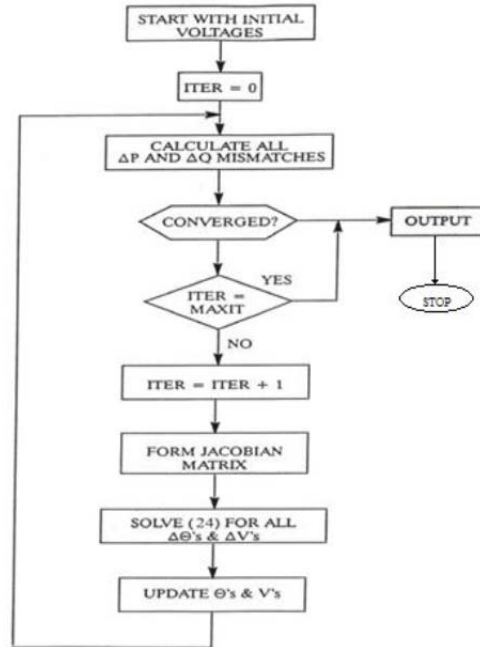 START WITH INITIAL
VOLTAGES
ITER = 0
CALCULATE ALL
ΔP AND ΔQ MISMATCHES
CONVERGED?
OUTPUT
STOP
YES
ITER =
MAXIT
NO
ITER = ITER + 1
FORM JACOBIAN
MATRIX
SOLVE (24) FOR ALL
ΔΘ's & ΔV's
UPDATE Θ's & V's